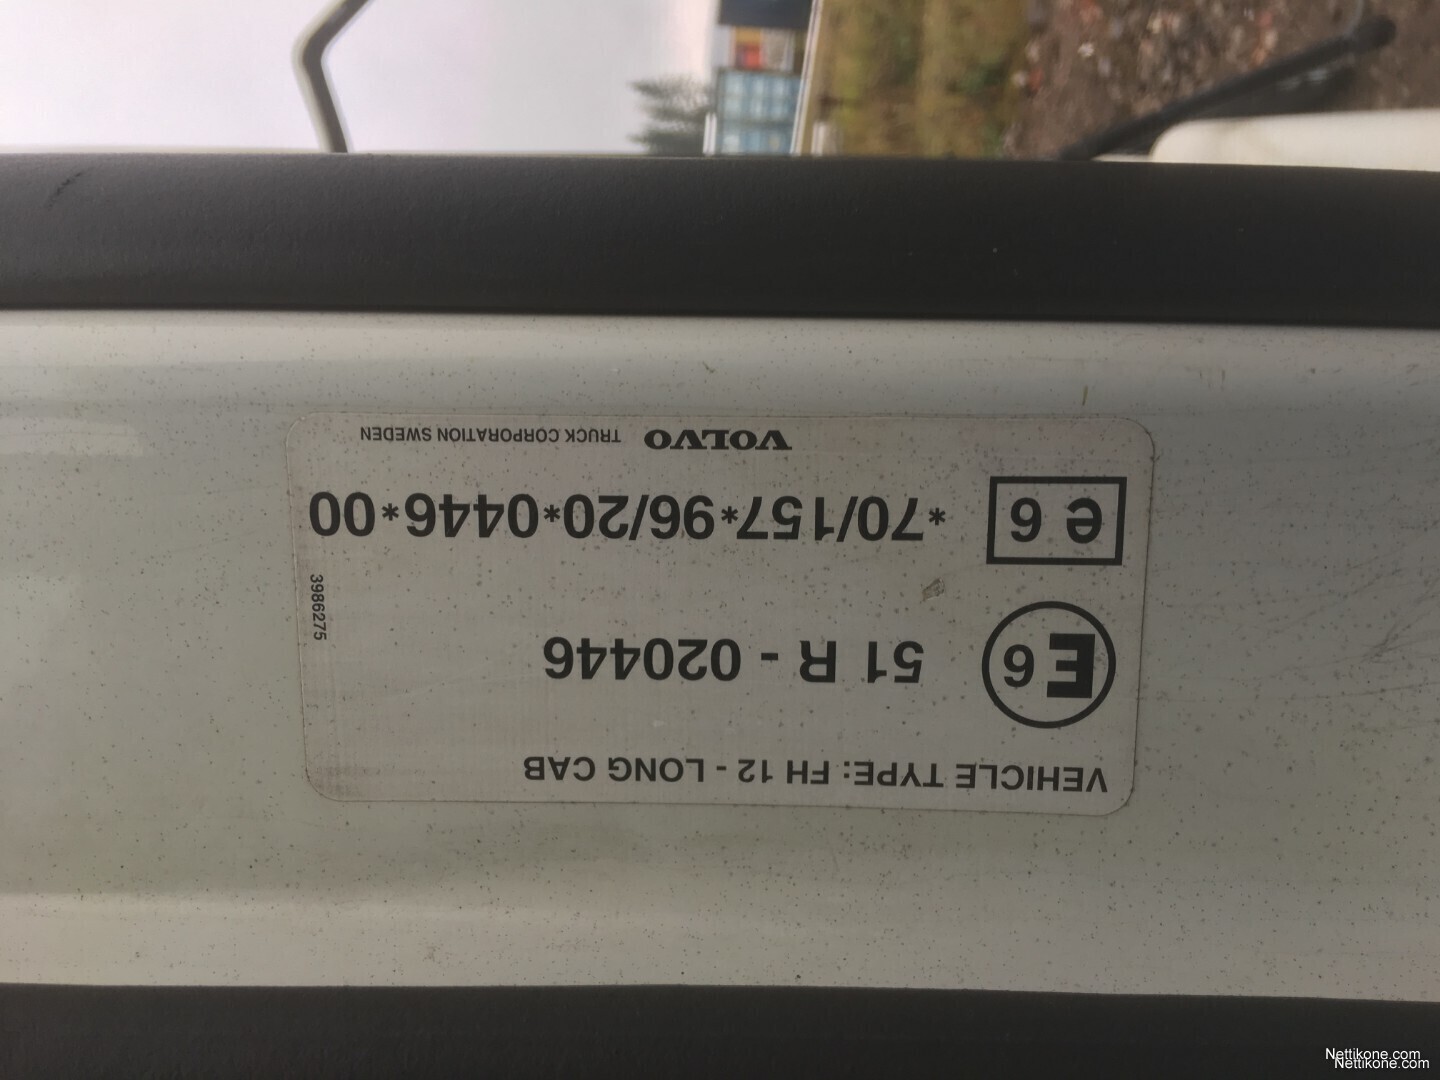 VEHICLE TYPE: FH 12 - LONG CAB
E6 51 R - 020446
e 6 *70/157*96/20*0446*00
VOLVO TRUCK CORPORATION SWEDEN
3986275
Nettikone.com
Nettikone.com